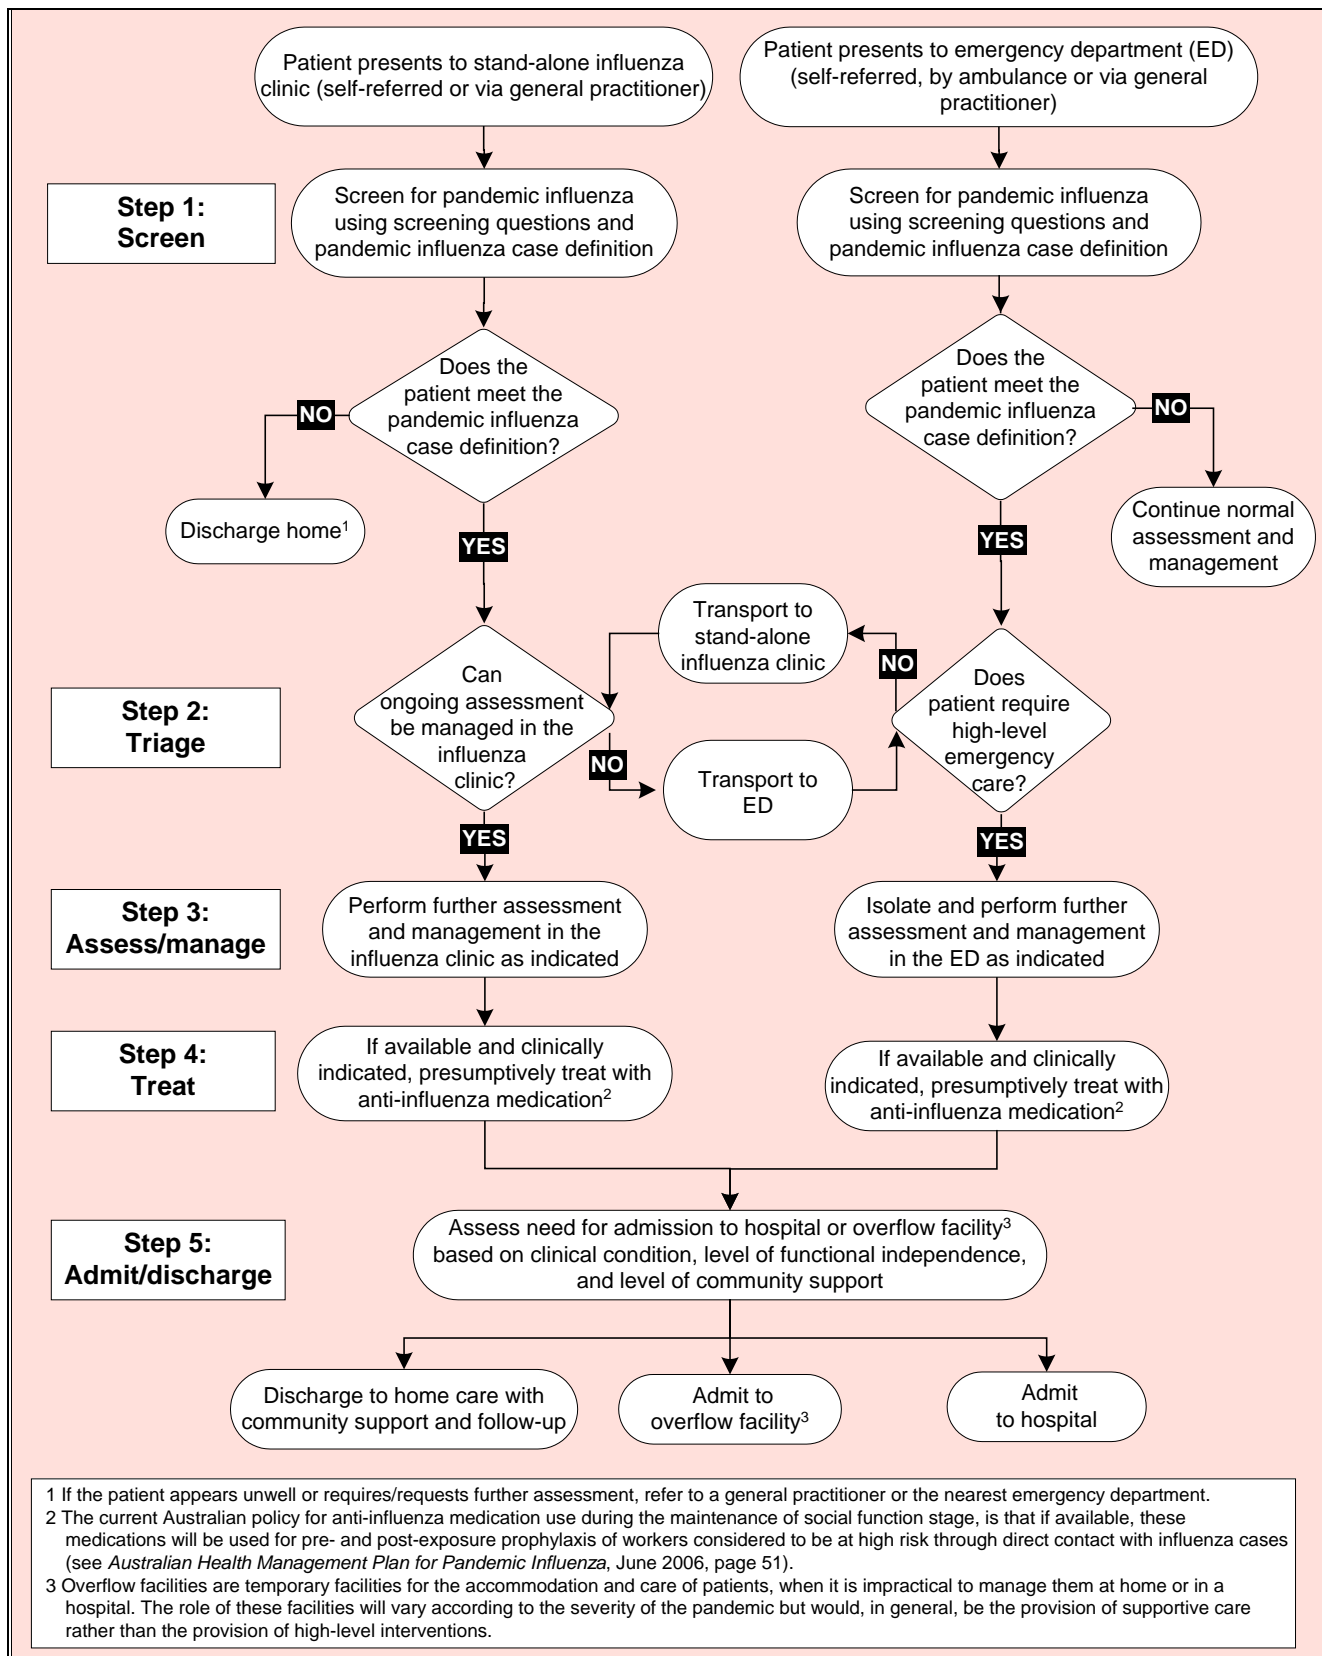 Patient presents to stand-alone influenza
clinic (self-referred or via general practitioner)
Patient presents to emergency department (ED)
(self-referred, by ambulance or via general
practitioner)
Step 1:
Screen
Screen for pandemic influenza
using screening questions and
pandemic influenza case definition
Screen for pandemic influenza
using screening questions and
pandemic influenza case definition
Does the
patient meet the
pandemic influenza
case definition?
NO
Does the
patient meet the
pandemic influenza
case definition?
NO
Discharge home¹
YES
YES
Continue normal
assessment and
management
Transport to
stand-alone
influenza clinic
NO
Step 2:
Triage
Can
ongoing assessment
be managed in the
influenza
clinic?
Does
patient require
high-level
emergency
care?
NO
Transport to
ED
YES
YES
Step 3:
Assess/manage
Perform further assessment
and management in the
influenza clinic as indicated
Isolate and perform further
assessment and management
in the ED as indicated
Step 4:
Treat
If available and clinically
indicated, presumptively treat with
anti-influenza medication²
If available and clinically
indicated, presumptively treat with
anti-influenza medication²
Step 5:
Admit/discharge
Assess need for admission to hospital or overflow facility³
based on clinical condition, level of functional independence,
and level of community support
Discharge to home care with
community support and follow-up
Admit to
overflow facility³
Admit
to hospital
1 If the patient appears unwell or requires/requests further assessment, refer to a general practitioner or the nearest emergency department.
2 The current Australian policy for anti-influenza medication use during the maintenance of social function stage, is that if available, these
medications will be used for pre- and post-exposure prophylaxis of workers considered to be at high risk through direct contact with influenza cases
(see Australian Health Management Plan for Pandemic Influenza, June 2006, page 51).
3 Overflow facilities are temporary facilities for the accommodation and care of patients, when it is impractical to manage them at home or in a
hospital. The role of these facilities will vary according to the severity of the pandemic but would, in general, be the provision of supportive care
rather than the provision of high-level interventions.